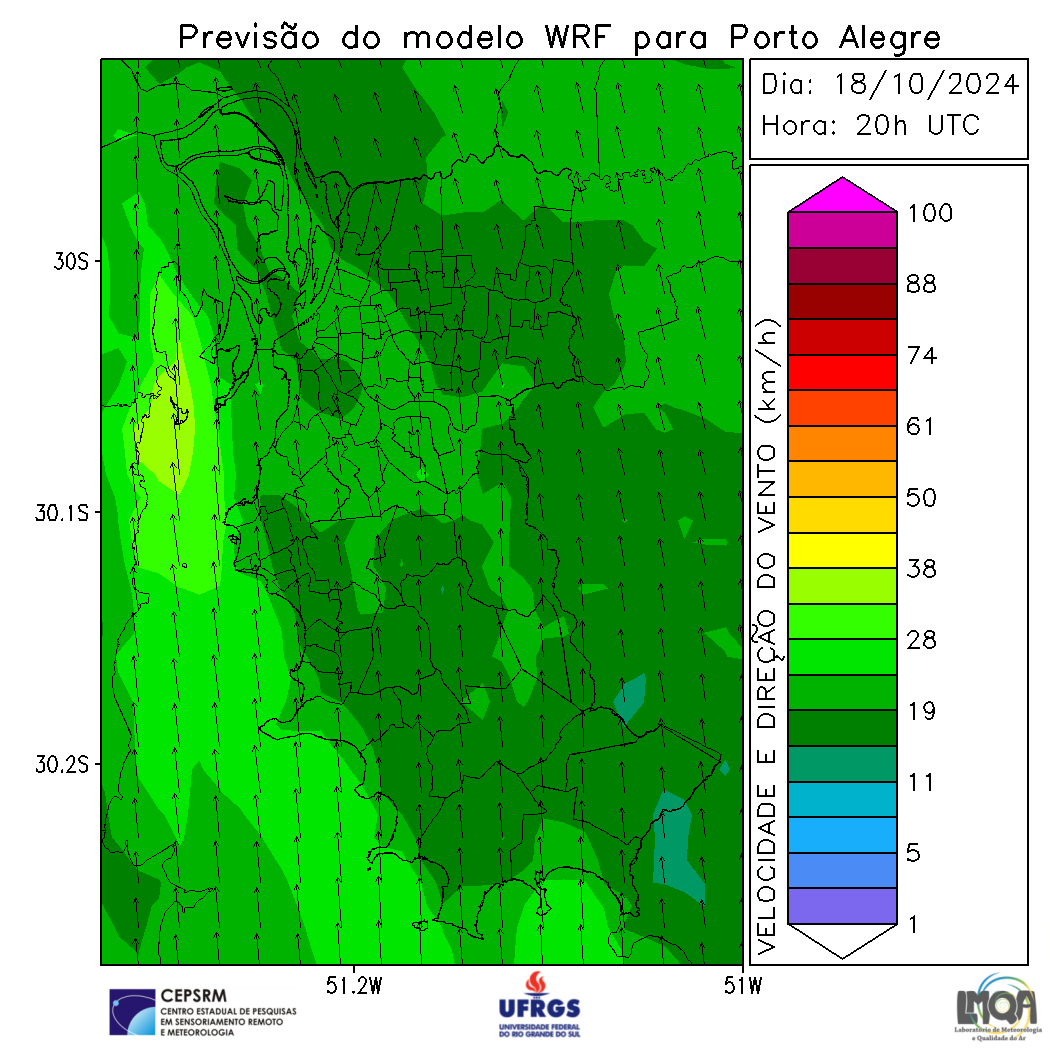 Previsão do modelo WRF para Porto Alegre
Dia: 18/10/2024
Hora: 20h UTC
30S
30.1S
30.2S
51.2W
51W
VELOCIDADE E DIREÇÃO DO VENTO (km/h)
100
88
74
61
50
38
28
19
11
5
1
CEPSRM
CENTRO ESTADUAL DE PESQUISAS
EM SENSORIAMENTO REMOTO
E METEOROLOGIA
UFRGS
UNIVERSIDADE FEDERAL
DO RIO GRANDE DO SUL
LMQA
Laboratório de Meteorologia
e Qualidade do Ar